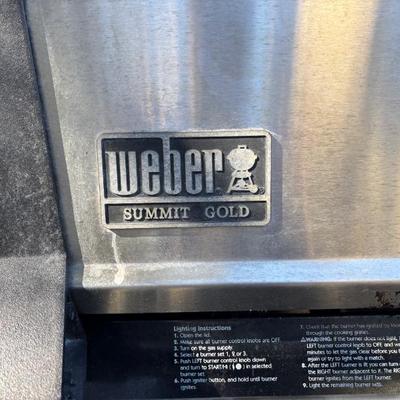 weber
SUMMIT GOLD
Lighting Instructions
1. Open the lid.
2. Make sure all burner control knobs are OFF.
3. Turn on the gas supply.
4. Select a burner set 1, 2, or 3.
5. Push LEFT burner control knob down
and turn to START/HI ( ) in selected
burner set.
6. Push igniter button, and hold until burner
ignites.
7. Check that the burner has ignited by looking
through the cooking grates.
⚠WARNING: If the burner does not light,
LEFT burner control to OFF, and
minutes to let the gas clear before you
again or try to light with a match.
8. After the LEFT burner is lit you can turn
the RIGHT burner adjacent to it. The RIGHT
burner ignites from the LEFT burner.
9. Light the remaining burner sets.